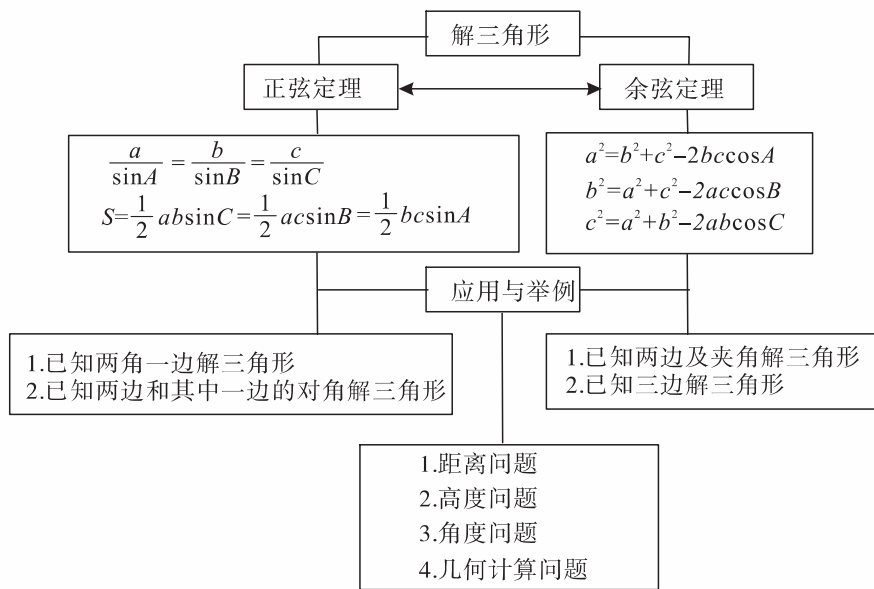 解三角形
正弦定理
余弦定理
a/sinA = b/sinB = c/sinC
S=1/2 absinC=1/2 acsinB=1/2 bcsinA
a²=b²+c²-2bccosA
b²=a²+c²-2accosB
c²=a²+b²-2abcosC
应用与举例
1.已知两角一边解三角形
2.已知两边和其中一边的对角解三角形
1.已知两边及夹角解三角形
2.已知三边解三角形
1.距离问题
2.高度问题
3.角度问题
4.几何计算问题